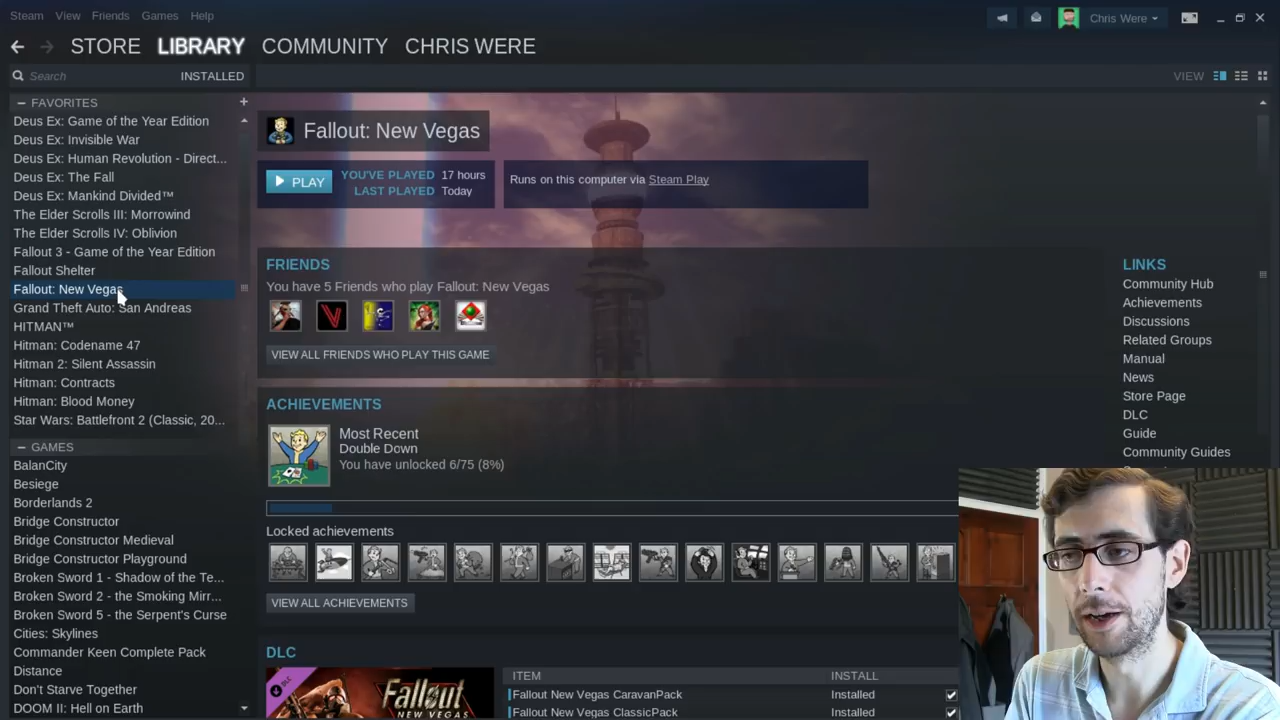 Steam View Friends Games Help
Chris Were
STORE LIBRARY COMMUNITY CHRIS WERE
Search INSTALLED
VIEW
FAVORITES
Deus Ex: Game of the Year Edition
Deus Ex: Invisible War
Deus Ex: Human Revolution - Direct...
Deus Ex: The Fall
Deus Ex: Mankind Divided™
The Elder Scrolls III: Morrowind
The Elder Scrolls IV: Oblivion
Fallout 3 - Game of the Year Edition
Fallout Shelter
Fallout: New Vegas
Grand Theft Auto: San Andreas
HITMAN™
Hitman: Codename 47
Hitman 2: Silent Assassin
Hitman: Contracts
Hitman: Blood Money
Star Wars: Battlefront 2 (Classic, 20...
GAMES
BalanCity
Besiege
Borderlands 2
Bridge Constructor
Bridge Constructor Medieval
Bridge Constructor Playground
Broken Sword 1 - Shadow of the Te...
Broken Sword 2 - the Smoking Mirr...
Broken Sword 5 - the Serpent's Curse
Cities: Skylines
Commander Keen Complete Pack
Distance
Don't Starve Together
DOOM II: Hell on Earth
Fallout: New Vegas
PLAY
YOU'VE PLAYED 17 hours
LAST PLAYED Today
Runs on this computer via Steam Play
FRIENDS
You have 5 Friends who play Fallout: New Vegas
VIEW ALL FRIENDS WHO PLAY THIS GAME
ACHIEVEMENTS
Most Recent
Double Down
You have unlocked 6/75 (8%)
Locked achievements
VIEW ALL ACHIEVEMENTS
DLC
DLC
Fallout
NEW VEGAS
ITEM INSTALL
Fallout New Vegas CaravanPack Installed
Fallout New Vegas ClassicPack Installed
LINKS
Community Hub
Achievements
Discussions
Related Groups
Manual
News
Store Page
DLC
Guide
Community Guides